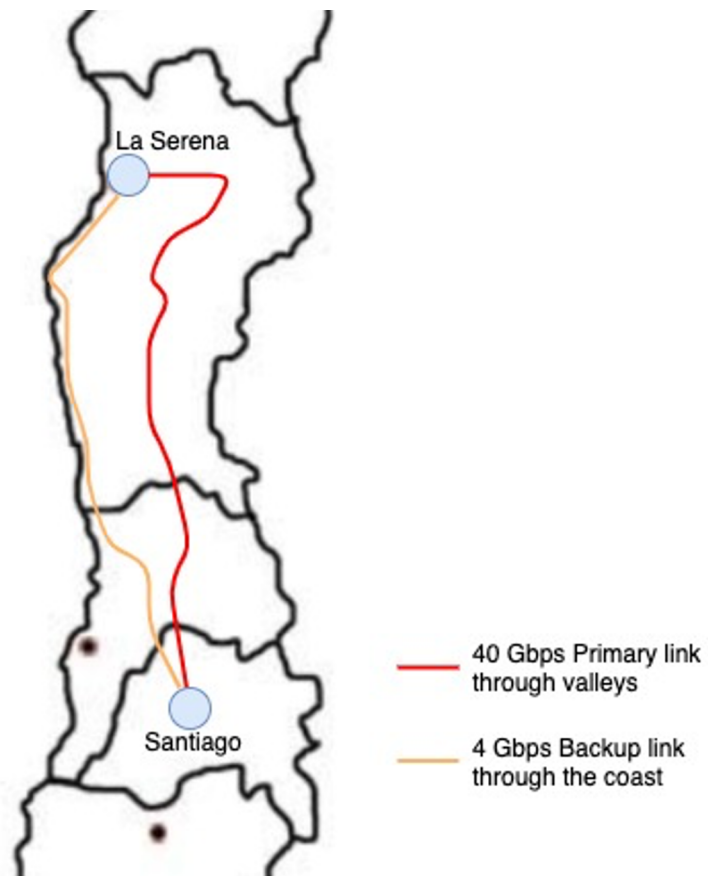 La Serena
40 Gbps Primary link
through valleys
Santiago
4 Gbps Backup link
through the coast